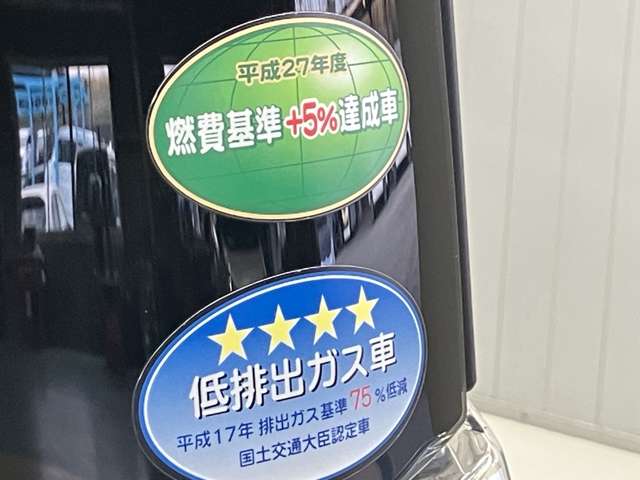 平成27年度
燃費基準+5%達成車
★★★★
低排出ガス車
平成17年 排出ガス基準75%低減
国土交通大臣認定車